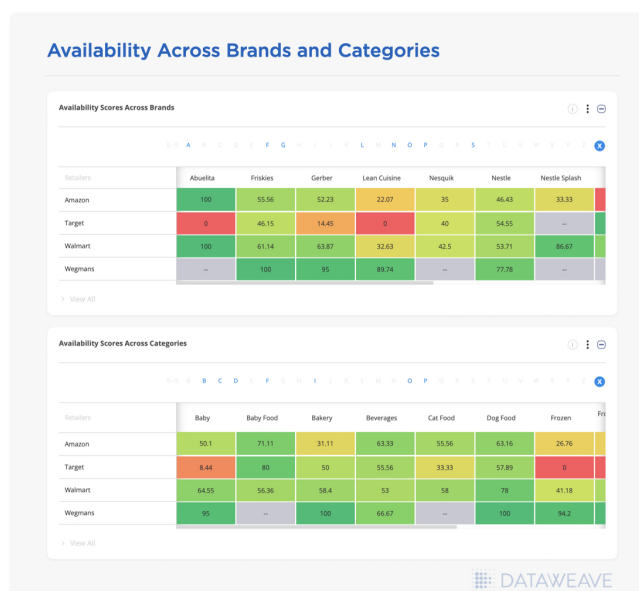 Availability Across Brands and Categories
Availability Scores Across Brands
0-9 A B C D E F G H I J K L M N O P Q R S T U V W X Y Z X
Retailers Abuelita Friskies Gerber Lean Cuisine Nesquik Nestle Nestle Splash
Amazon 100 55.56 52.23 22.07 35 46.43 33.33
Target 0 46.15 14.45 0 40 54.55 --
Walmart 100 61.14 63.87 32.63 42.5 53.71 86.67
Wegmans -- 100 95 89.74 -- 77.78 --
> View All
Availability Scores Across Categories
0-9 A B C D E F G H I J K L M N O P Q R S T U V W X Y Z X
Retailers Baby Baby Food Bakery Beverages Cat Food Dog Food Frozen Fro
Amazon 50.1 71.11 31.11 63.33 55.56 63.16 26.76
Target 8.44 80 50 55.56 33.33 57.89 0
Walmart 64.55 56.36 58.4 53 58 78 41.18
Wegmans 95 -- 100 66.67 -- 100 94.2
> View All
DATAWEAVE